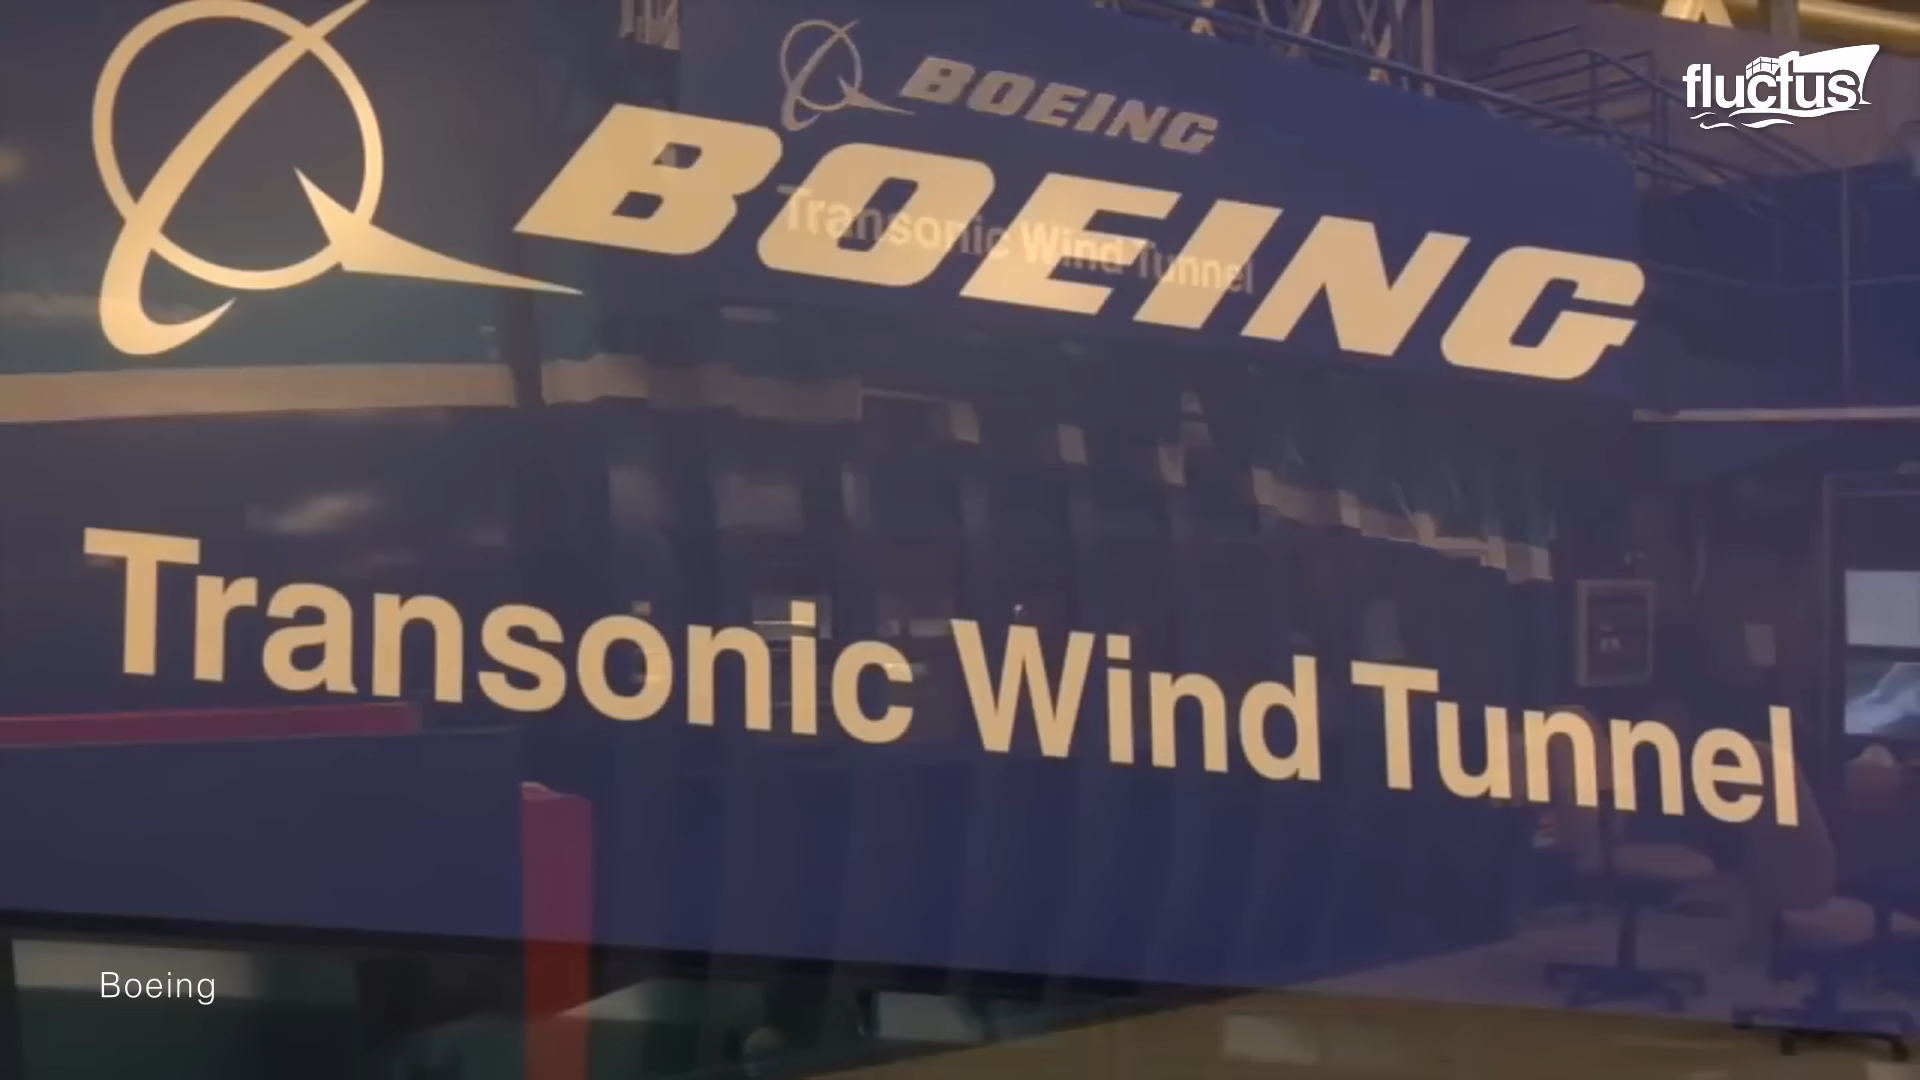 fluctus
BOEING
Transonic Wind Tunnel
BOEING
Transonic Wind Tunnel
Boeing